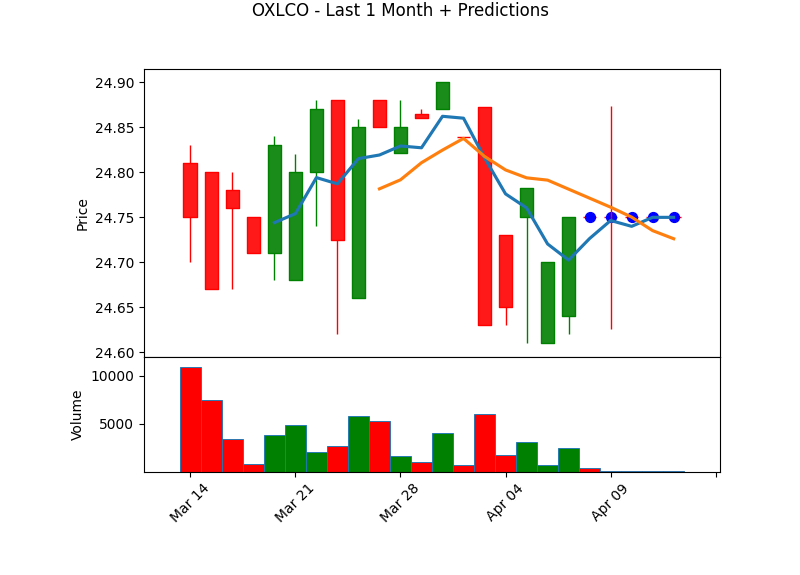 OXLCO - Last 1 Month + Predictions
24.90
24.85
24.80
24.75
24.70
24.65
24.60
Price
10000
5000
Volume
Mar 14
Mar 21
Mar 28
Apr 04
Apr 09